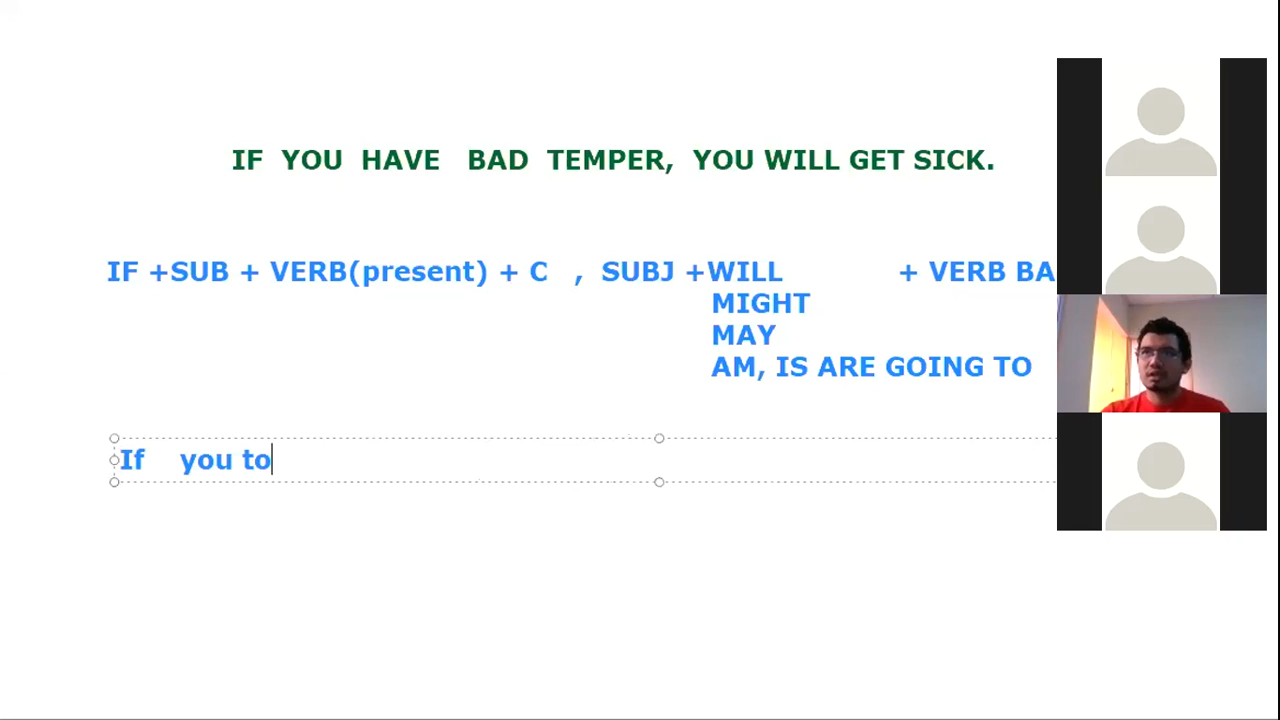 IF YOU HAVE BAD TEMPER, YOU WILL GET SICK.
IF +SUB + VERB(present) + C , SUBJ +WILL + VERB BA
MIGHT
MAY
AM, IS ARE GOING TO
If you to